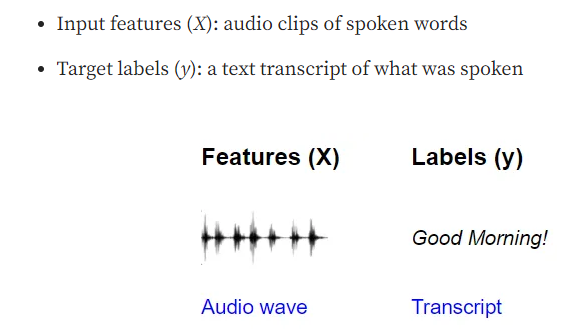 • Input features (X): audio clips of spoken words
• Target labels (y): a text transcript of what was spoken
Features (X) Labels (y)
Good Morning!
Audio wave Transcript